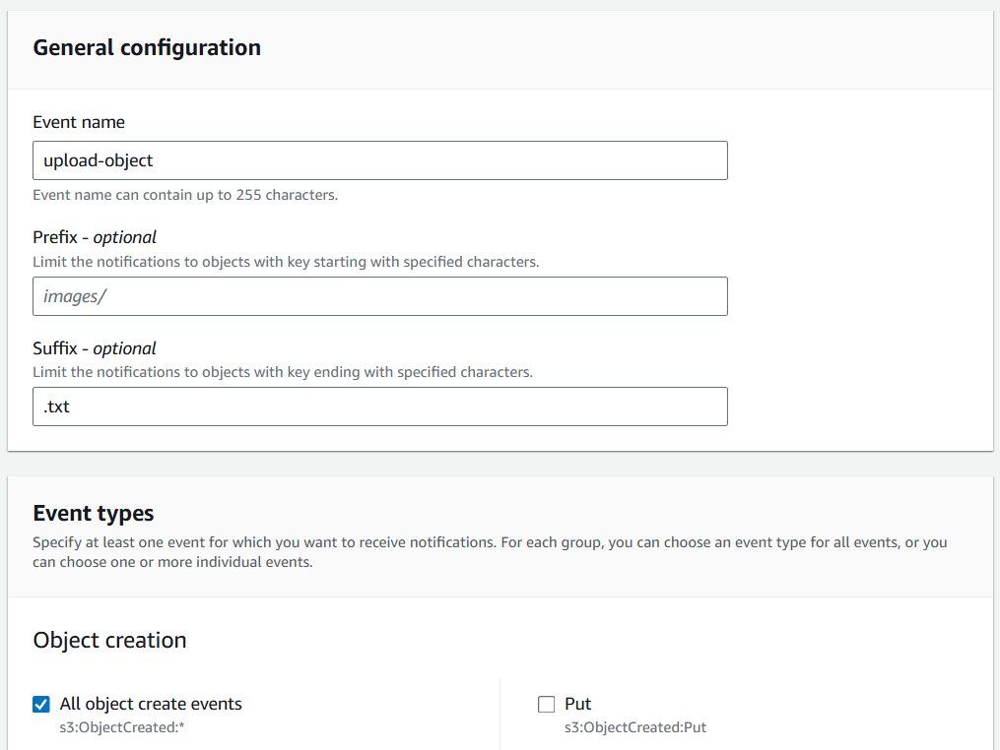 General configuration
Event name
upload-object
Event name can contain up to 255 characters.
Prefix - optional
Limit the notifications to objects with key starting with specified characters.
images/
Suffix - optional
Limit the notifications to objects with key ending with specified characters.
.txt
Event types
Specify at least one event for which you want to receive notifications. For each group, you can choose an event type for all events, or you
can choose one or more individual events.
Object creation
All object create events
s3:ObjectCreated:*
Put
s3:ObjectCreated:Put